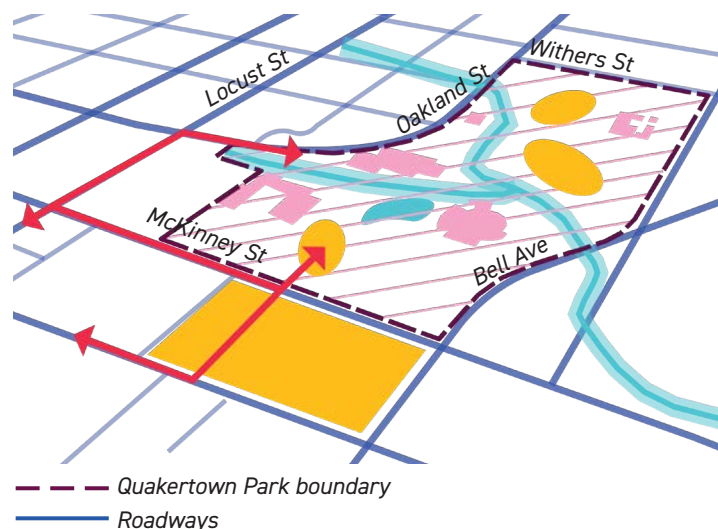 Withers St
Locust St
Oakland St
McKinney St
Bell Ave
Quakertown Park boundary
Roadways